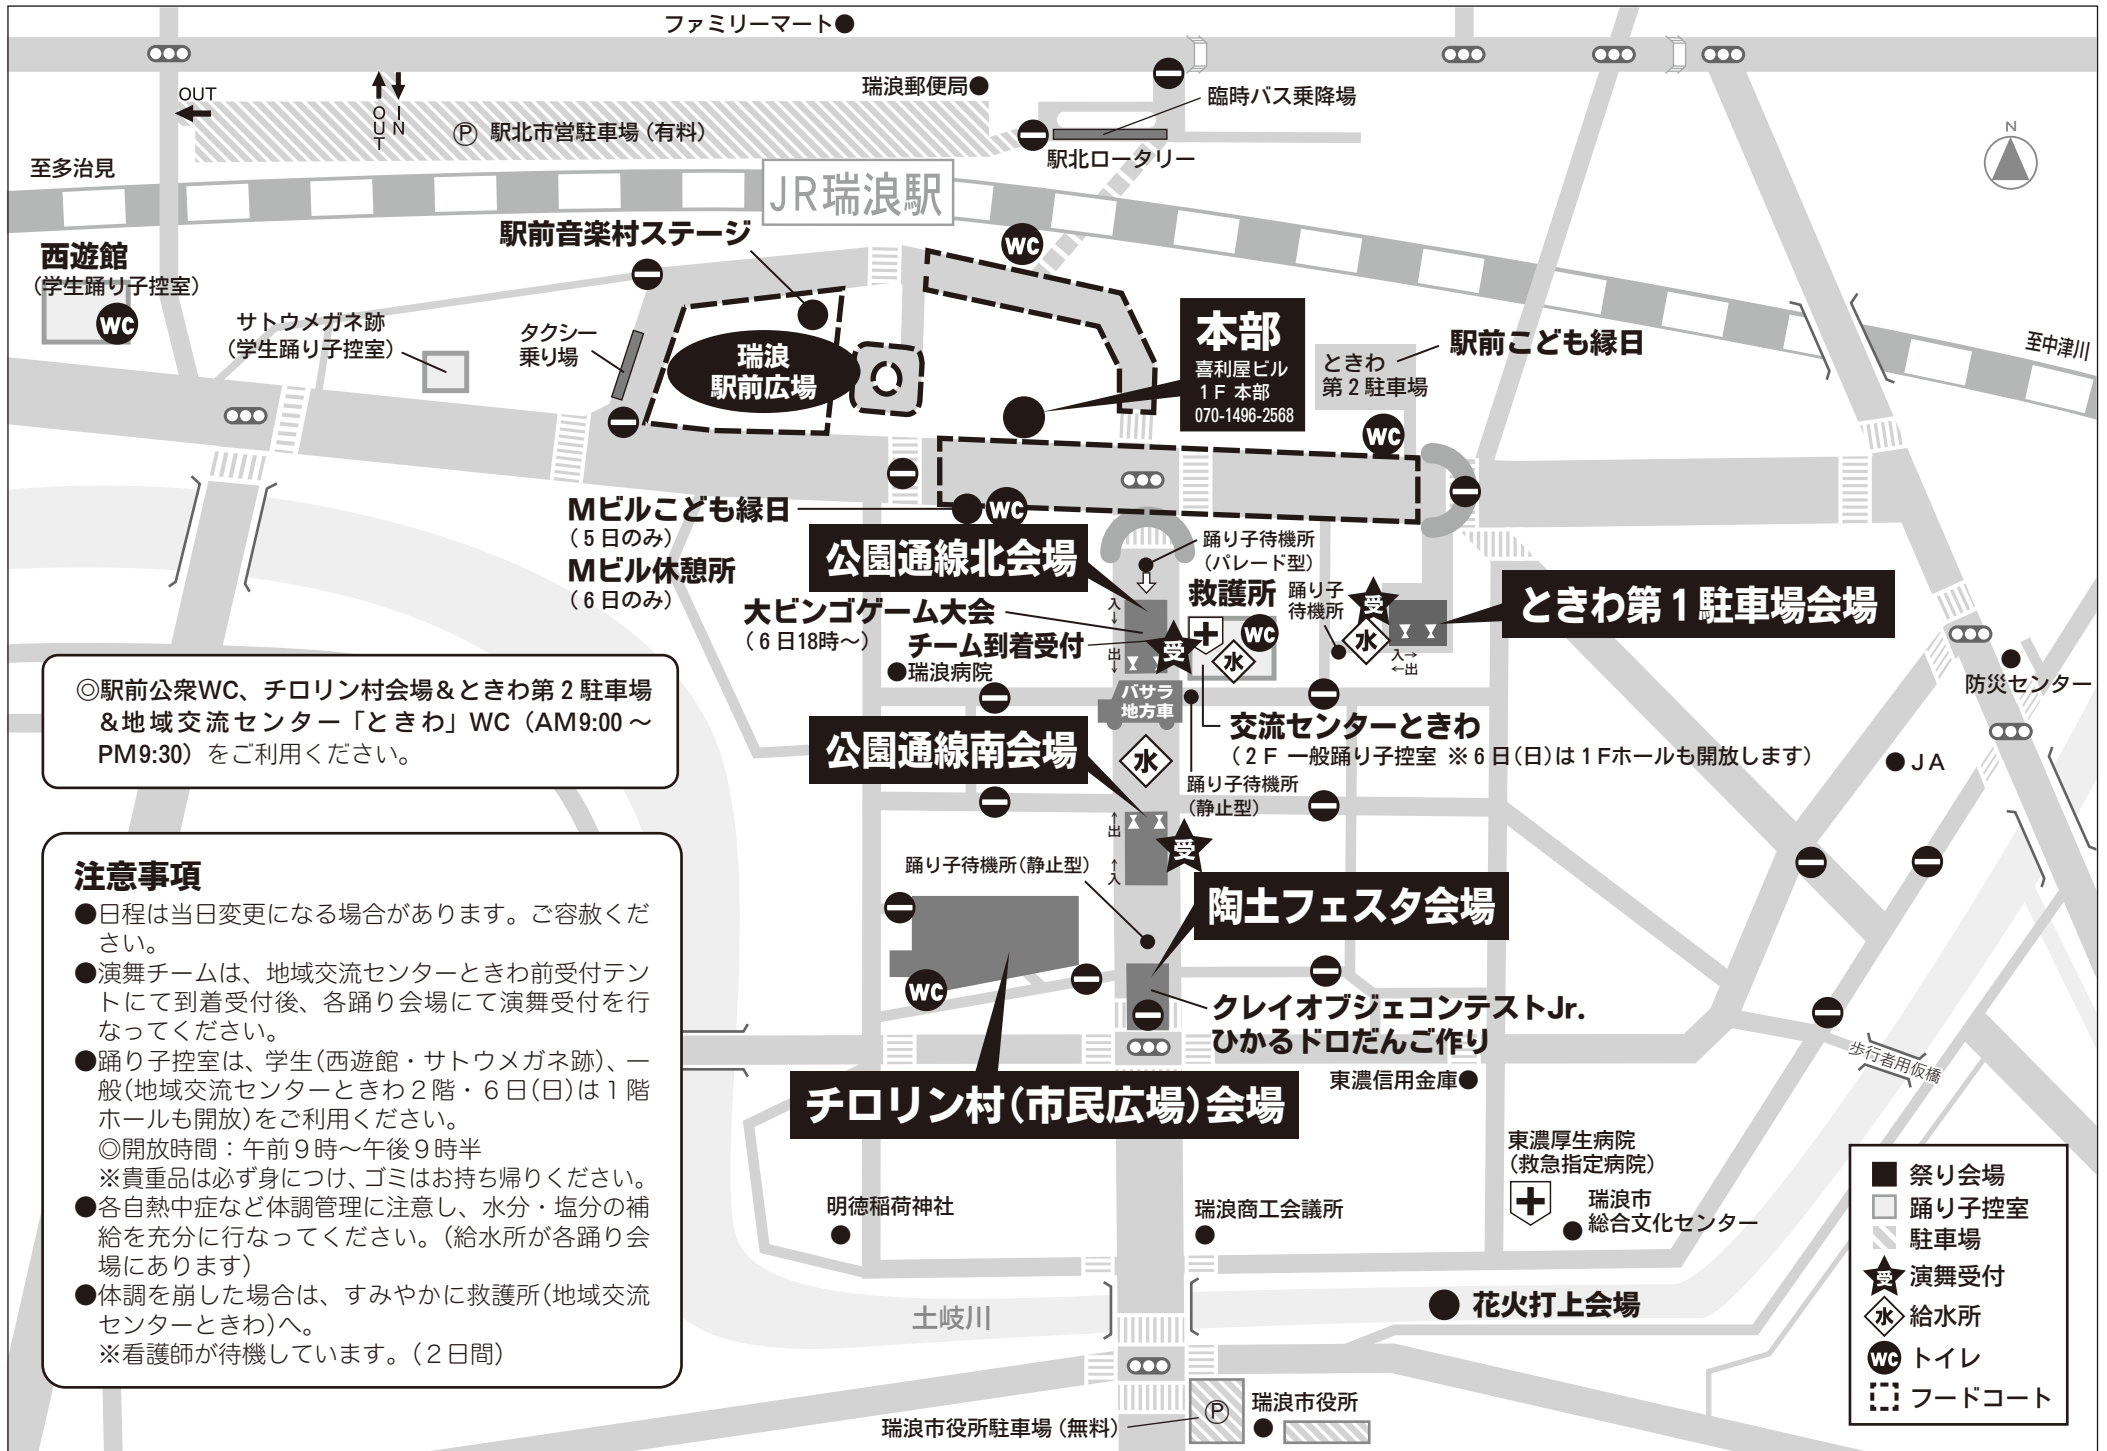 ファミリーマート
OUT
OUT
IN
Ⓟ 駅北市営駐車場(有料)
瑞浪郵便局
臨時バス乗降場
駅北ロータリー
N
至多治見
JR瑞浪駅
至中津川
西遊館
(学生踊り子控室)
WC
サトウメガネ跡
(学生踊り子控室)
タクシー
乗り場
駅前音楽村ステージ
瑞浪
駅前広場
WC
本部
喜利屋ビル
1F 本部
070-1496-2568
ときわ
第2駐車場
駅前こども縁日
WC
Mビルこども縁日
(5日のみ)
Mビル休憩所
(6日のみ)
WC
公園通線北会場
踊り子待機所
(パレード型)
大ビンゴゲーム大会
(6日18時~)
チーム到着受付
入↓
出↓
受
救護所
WC
水
踊り子
待機所
受
水
入→
←出
ときわ第1駐車場会場
瑞浪病院
バサラ
地方車
交流センターときわ
(2F 一般踊り子控室 ※6日(日)は1Fホールも開放します)
踊り子待機所
(静止型)
公園通線南会場
水
↑出
↑入
受
防災センター
JA
踊り子待機所(静止型)
陶土フェスタ会場
WC
クレイオブジェコンテストJr.
ひかるドロだんご作り
チロリン村(市民広場)会場
東濃信用金庫
歩行者用仮橋
明徳稲荷神社
瑞浪商工会議所
東濃厚生病院
(救急指定病院)
瑞浪市
総合文化センター
土岐川
花火打上会場
瑞浪市役所駐車場(無料)
Ⓟ
瑞浪市役所
◎駅前公衆WC、チロリン村会場&ときわ第2駐車場
&地域交流センター「ときわ」WC(AM9:00~
PM9:30)をご利用ください。
注意事項
●日程は当日変更になる場合があります。ご容赦くだ
さい。
●演舞チームは、地域交流センターときわ前受付テン
トにて到着受付後、各踊り会場にて演舞受付を行
なってください。
●踊り子控室は、学生(西遊館・サトウメガネ跡)、一
般(地域交流センターときわ2階・6日(日)は1階
ホールも開放)をご利用ください。
◎開放時間:午前9時~午後9時半
※貴重品は必ず身につけ、ゴミはお持ち帰りください。
●各自熱中症など体調管理に注意し、水分・塩分の補
給を充分に行なってください。(給水所が各踊り会
場にあります)
●体調を崩した場合は、すみやかに救護所(地域交流
センターときわ)へ。
※看護師が待機しています。(2日間)
祭り会場
踊り子控室
駐車場
受 演舞受付
水 給水所
WC トイレ
フードコート